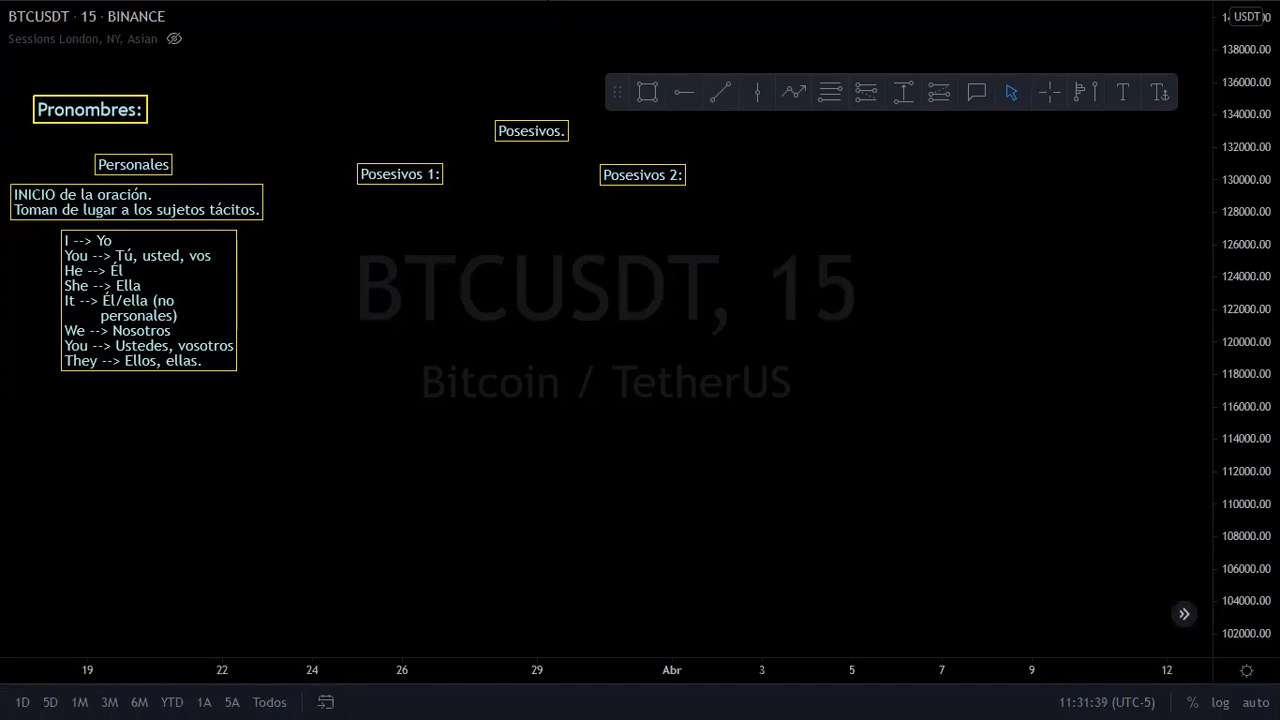 BTCUSDT · 15 · BINANCE
Sessions London, NY, Asian
USDT
138000.00
136000.00
134000.00
132000.00
130000.00
128000.00
126000.00
124000.00
122000.00
120000.00
118000.00
116000.00
114000.00
112000.00
110000.00
108000.00
106000.00
104000.00
102000.00
Pronombres:
Posesivos.
Personales
Posesivos 1:
Posesivos 2:
INICIO de la oración.
Toman de lugar a los sujetos tácitos.
I --> Yo
You --> Tú, usted, vos
He --> Él
She --> Ella
It --> Él/ella (no
personales)
We --> Nosotros
You --> Ustedes, vosotros
They --> Ellos, ellas.
BTCUSDT, 15
Bitcoin / TetherUS
19 22 24 26 29 Abr 3 5 7 9 12
1D 5D 1M 3M 6M YTD 1A 5A Todos
11:31:39 (UTC-5) % log auto